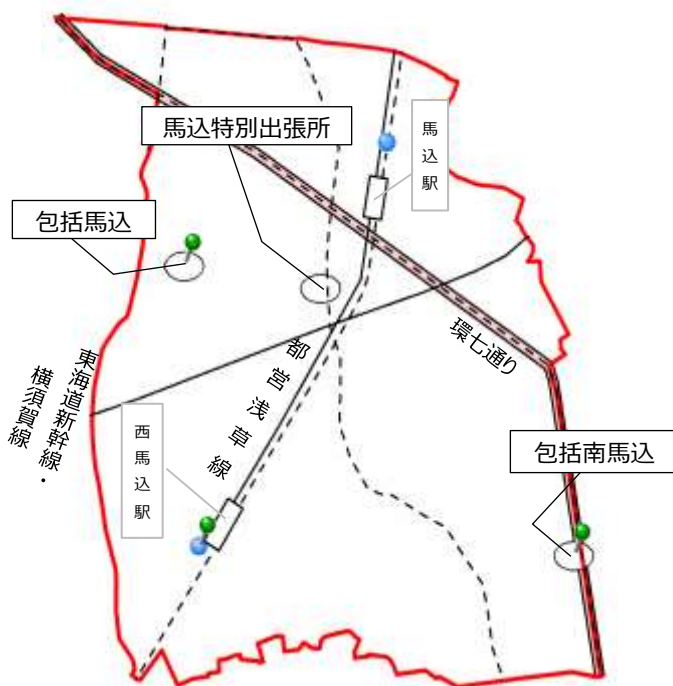 馬込特別出張所
馬込駅
包括馬込
環七通り
都営浅草線
東海道新幹線・
横須賀線
西馬込駅
包括南馬込